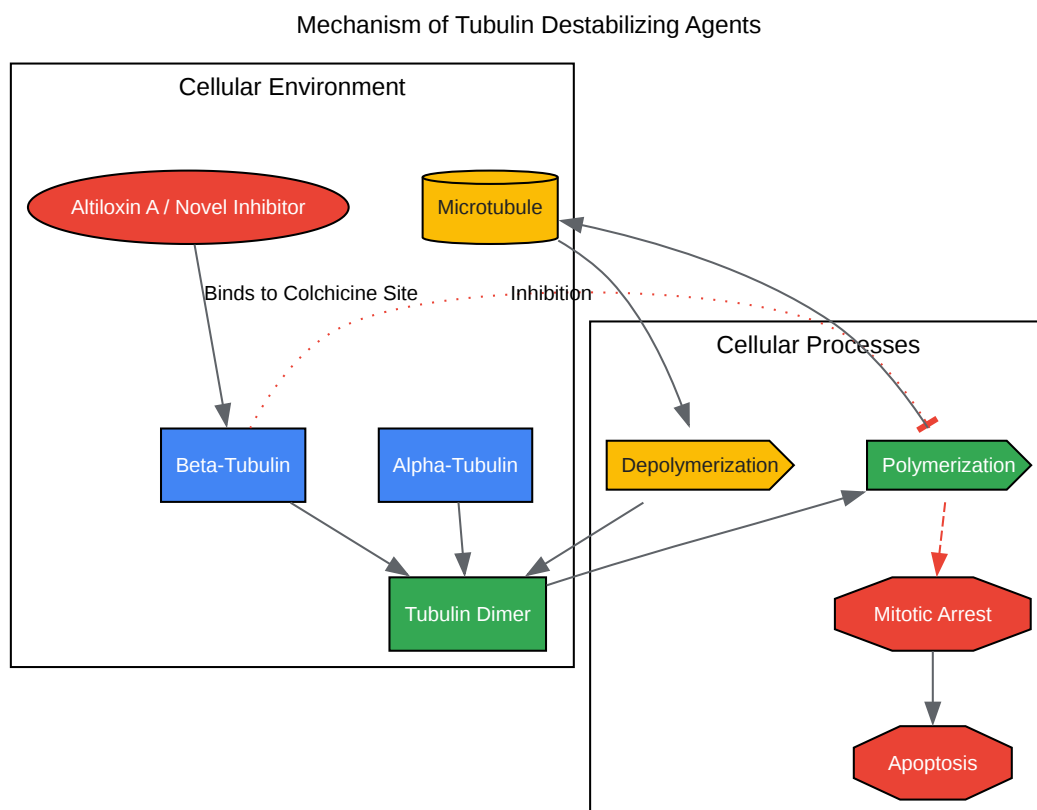 Mechanism of Tubulin Destabilizing Agents
Cellular Environment
Altiloxin A / Novel Inhibitor
Microtubule
Binds to Colchicine Site
Inhibition
Cellular Processes
Beta-Tubulin
Alpha-Tubulin
Depolymerization
Polymerization
Tubulin Dimer
Mitotic Arrest
Apoptosis